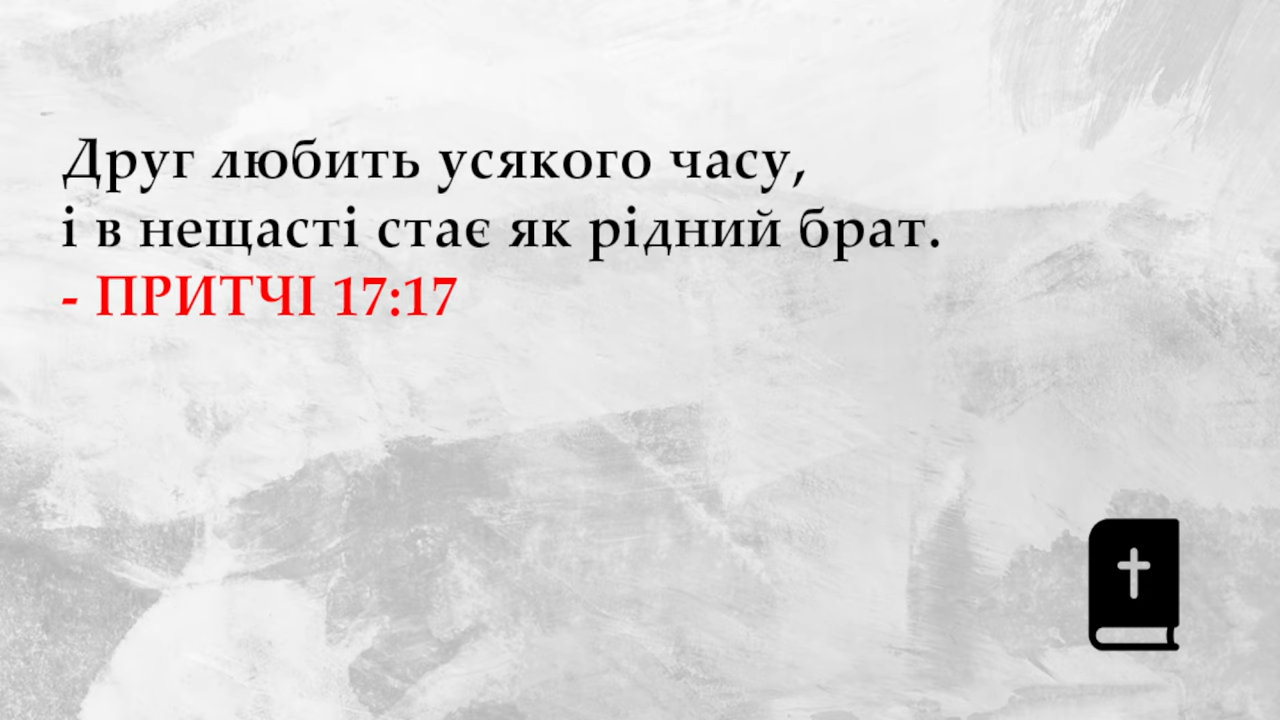 Друг любить усякого часу,
і в нещасті стає як рідний брат.
- ПРИТЧІ 17:17